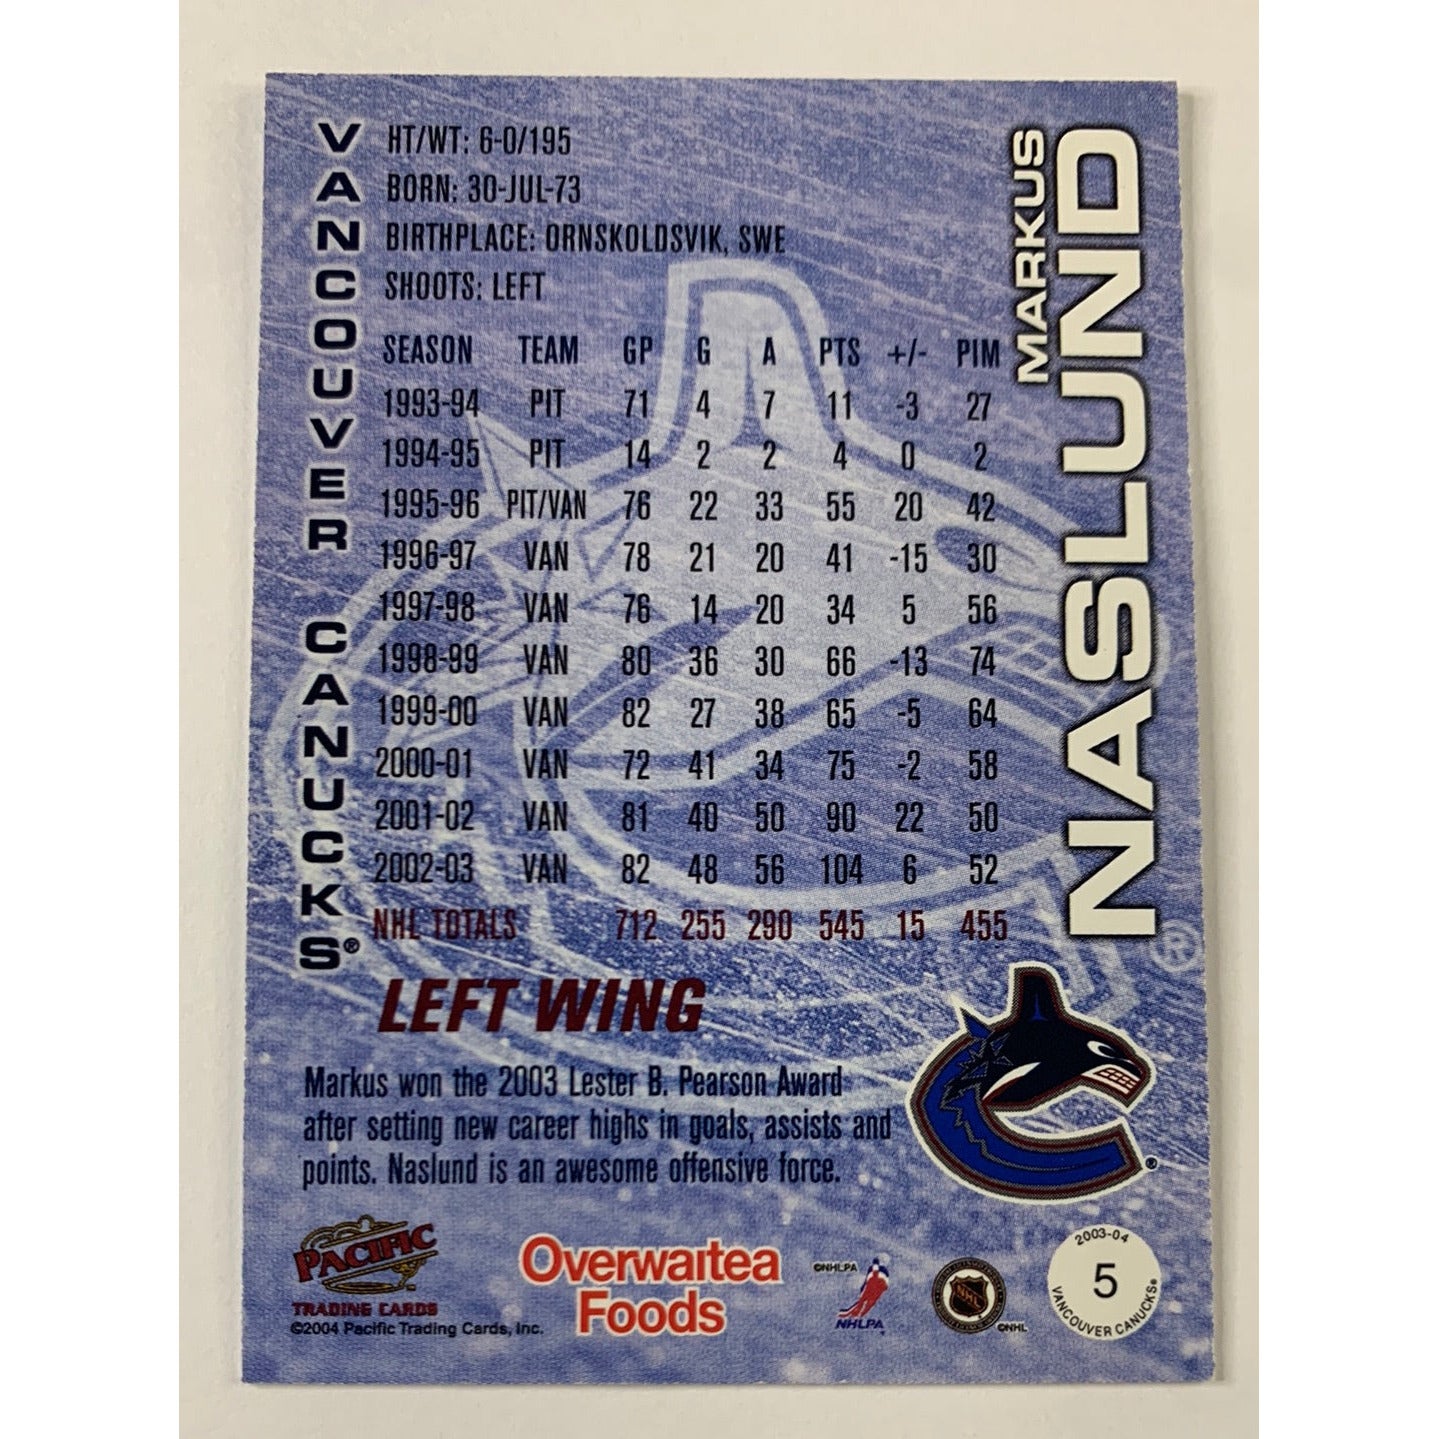 VANCOUVER CANUCKS®
HT/WT: 6-0/195
BORN: 30-JUL-73
BIRTHPLACE: ORNSKOLDSVIK, SWE
SHOOTS: LEFT
MARKUS
NASLUND
SEASON TEAM GP G A PTS +/- PIM
1993-94 PIT 71 4 7 11 -3 27
1994-95 PIT 14 2 2 4 0 2
1995-96 PIT/VAN 76 22 33 55 20 42
1996-97 VAN 78 21 20 41 -15 30
1997-98 VAN 76 14 20 34 5 56
1998-99 VAN 80 36 30 66 -13 74
1999-00 VAN 82 27 38 65 -5 64
2000-01 VAN 72 41 34 75 -2 58
2001-02 VAN 81 40 50 90 22 50
2002-03 VAN 82 48 56 104 6 52
NHL TOTALS 712 255 290 545 15 455
®
LEFT WING
Markus won the 2003 Lester B. Pearson Award
after setting new career highs in goals, assists and
points. Naslund is an awesome offensive force.
®
PACIFIC
TRADING CARDS
©2004 Pacific Trading Cards, Inc.
Overwaitea
Foods
©NHLPA
NHLPA
NHL
©NHL
2003-04
5
VANCOUVER CANUCKS®